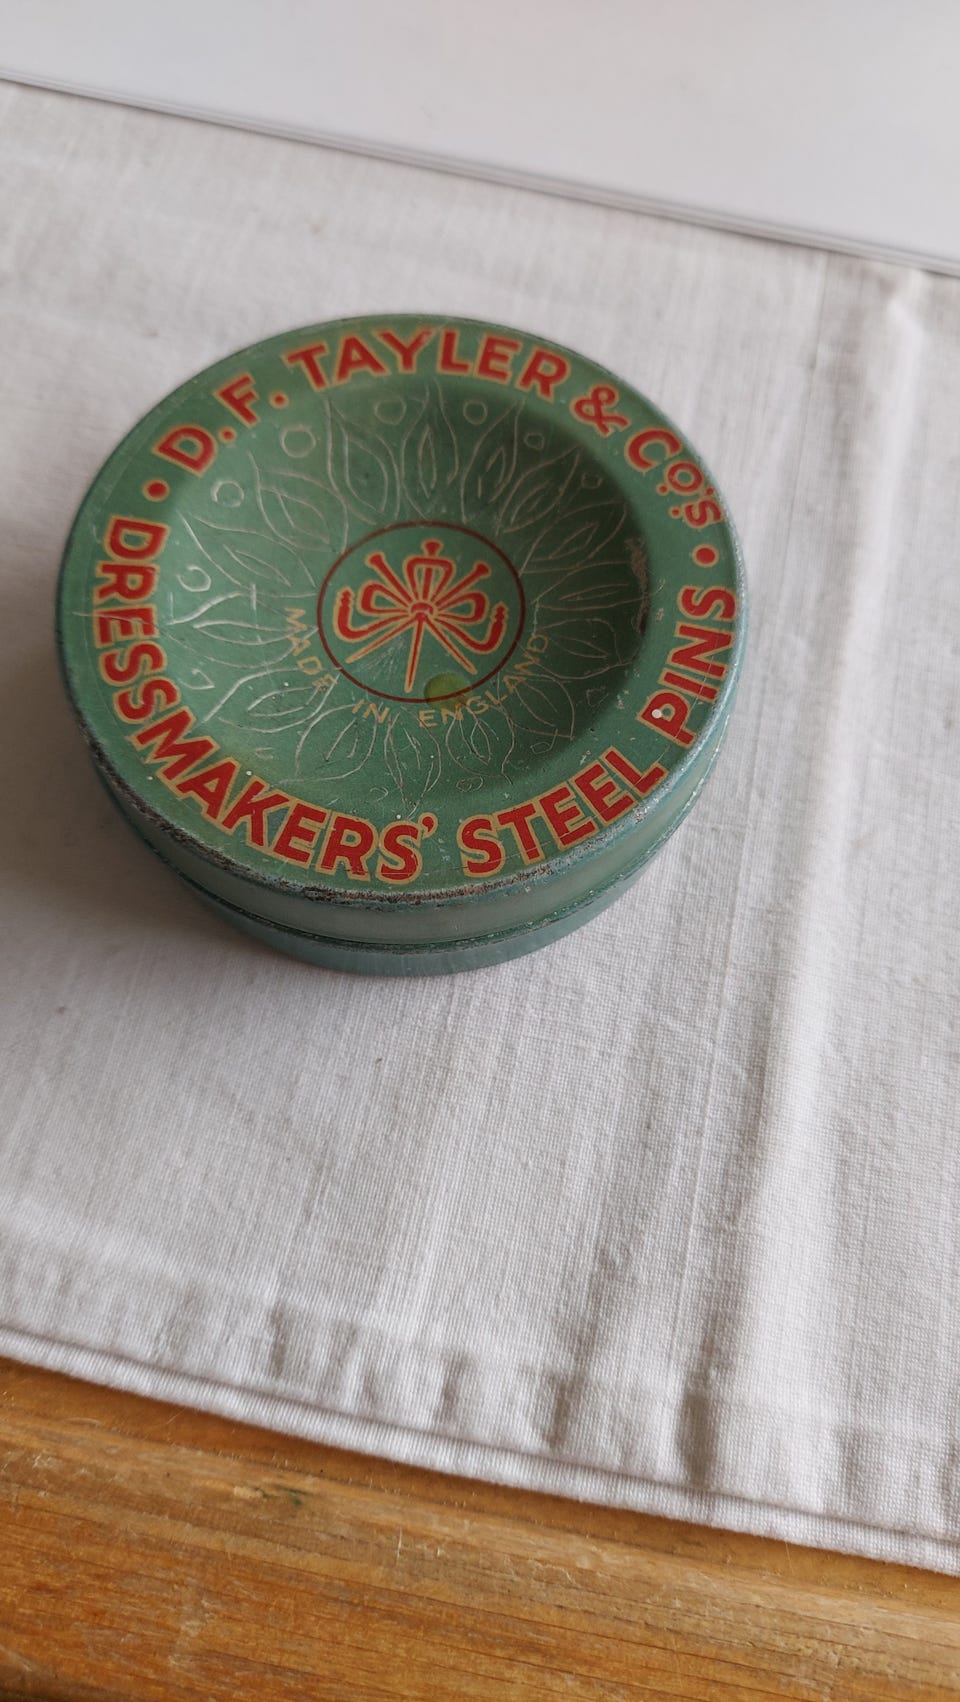 • D.F. TAYLER & Co's •
DRESSMAKERS' STEEL PINS
MADE IN ENGLAND